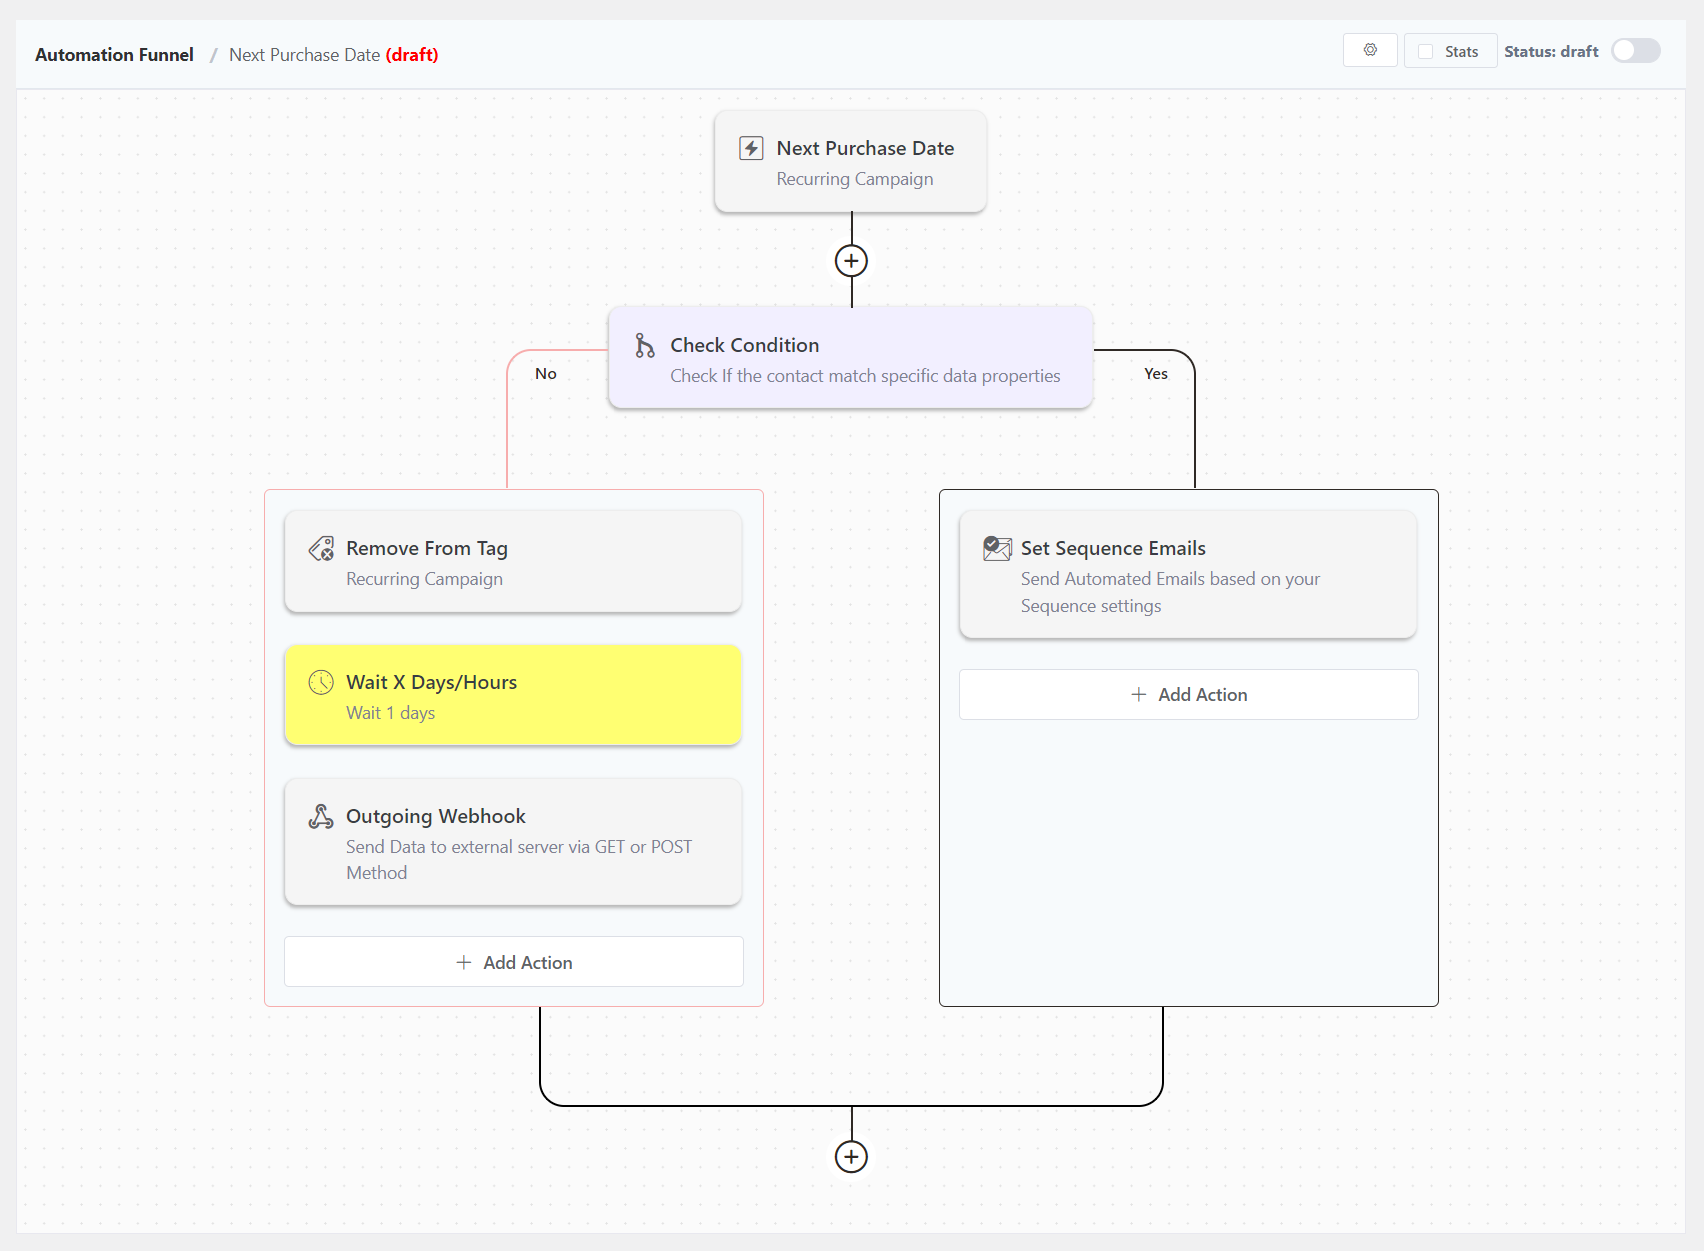 Automation Funnel / Next Purchase Date (draft)
Stats
Status: draft
Next Purchase Date
Recurring Campaign
Check Condition
Check If the contact match specific data properties
No
Yes
Remove From Tag
Recurring Campaign
Wait X Days/Hours
Wait 1 days
Outgoing Webhook
Send Data to external server via GET or POST
Method
+ Add Action
Set Sequence Emails
Send Automated Emails based on your
Sequence settings
+ Add Action